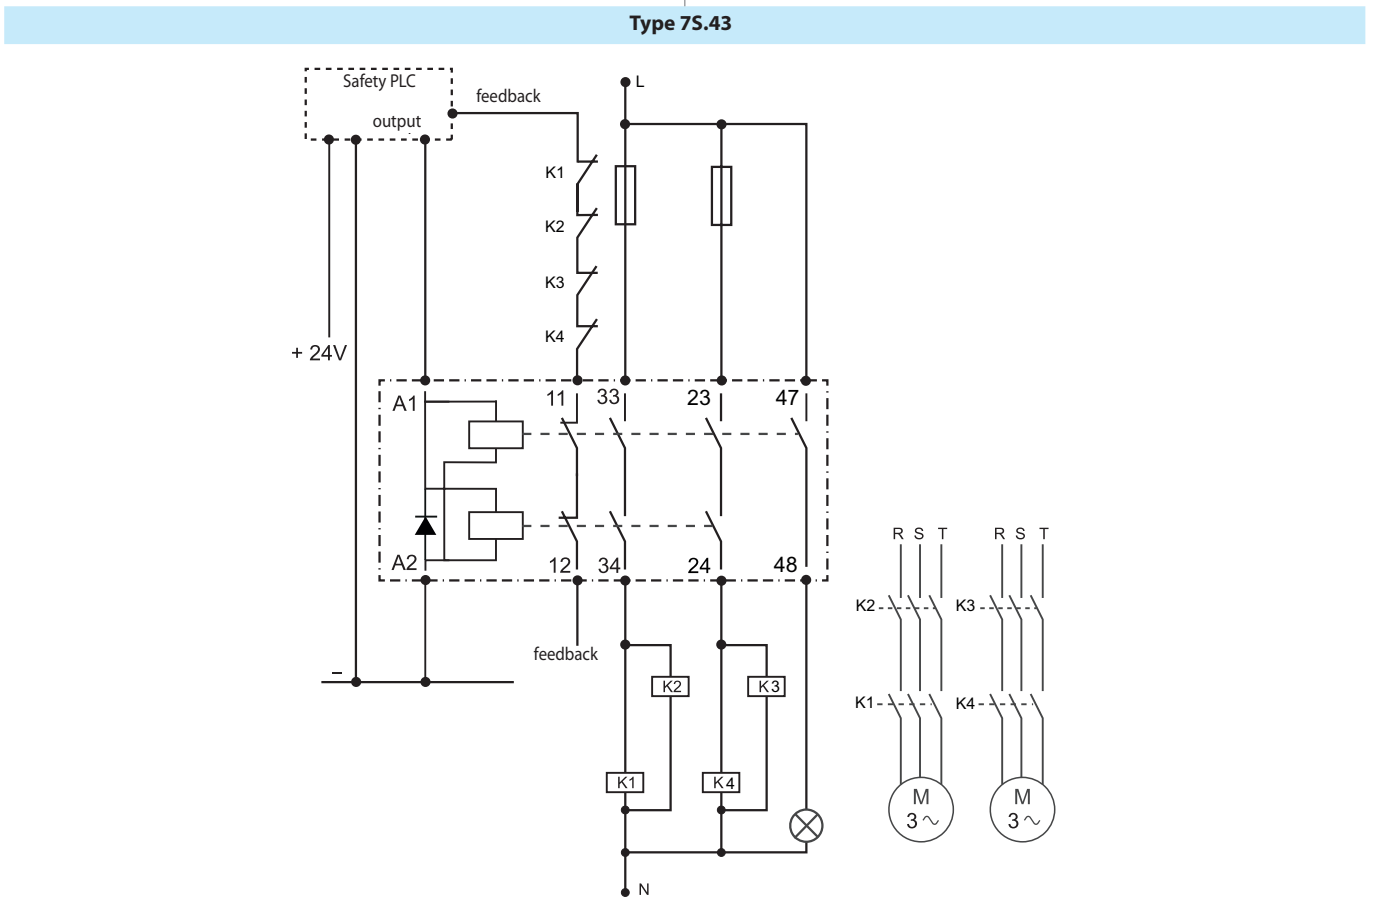 Type 7S.43
Safety PLC
output
feedback
L
K1
K2
K3
K4
+ 24V
A1
11
33
23
47
A2
12
34
24
48
feedback
–
K2
K3
K1
K4
N
R S T
R S T
K2
K3
K1
K4
M
3 ~
M
3 ~